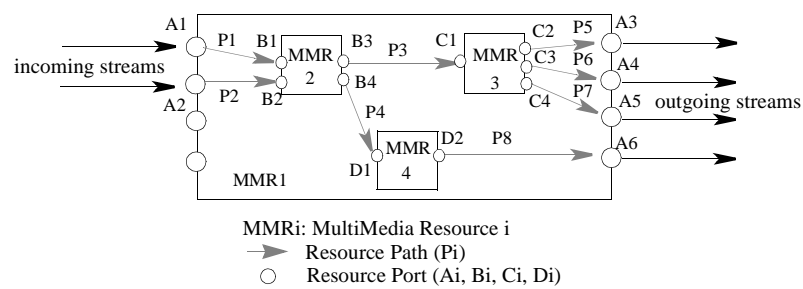 A1
P1
B1
MMR
2
B3
P3
C1
MMR
3
C2
P5
A3
C3
P6
A4
incoming streams
P2
B2
B4
C4
P7
A5
outgoing streams
A2
P4
D1
MMR
4
D2
P8
A6
MMR1
MMRi: MultiMedia Resource i
Resource Path (Pi)
Resource Port (Ai, Bi, Ci, Di)